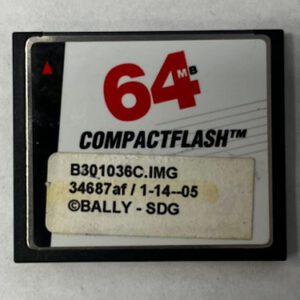 64MB
COMPACTFLASH™
B301036C.IMG
34687af / 1-14--05
©BALLY - SDG